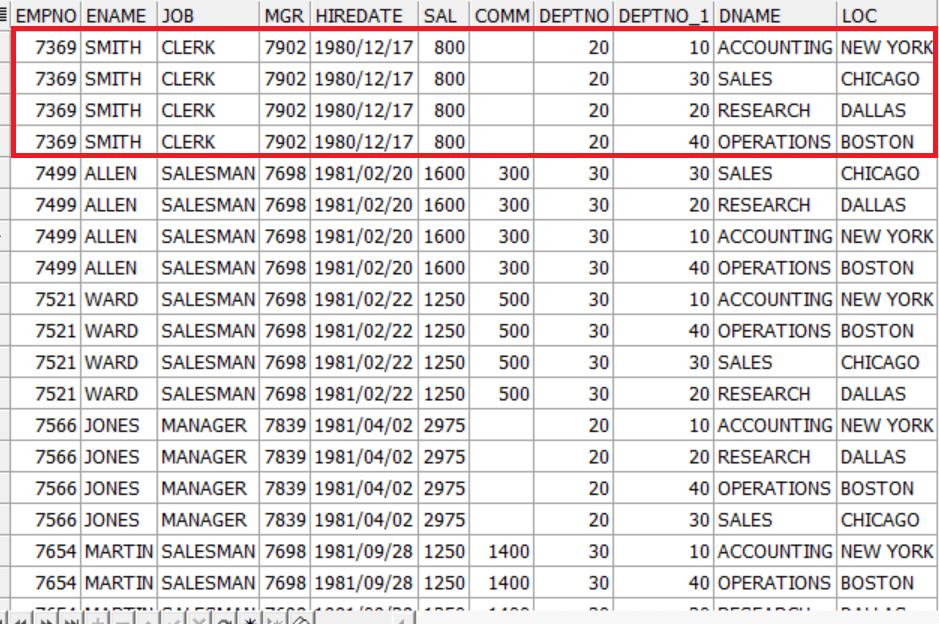 EMPNO ENAME JOB MGR HIREDATE SAL COMM DEPTNO DEPTNO_1 DNAME LOC
7369 SMITH CLERK 7902 1980/12/17 800 20 10 ACCOUNTING NEW YORK
7369 SMITH CLERK 7902 1980/12/17 800 20 30 SALES CHICAGO
7369 SMITH CLERK 7902 1980/12/17 800 20 20 RESEARCH DALLAS
7369 SMITH CLERK 7902 1980/12/17 800 20 40 OPERATIONS BOSTON
7499 ALLEN SALESMAN 7698 1981/02/20 1600 300 30 30 SALES CHICAGO
7499 ALLEN SALESMAN 7698 1981/02/20 1600 300 30 20 RESEARCH DALLAS
7499 ALLEN SALESMAN 7698 1981/02/20 1600 300 30 10 ACCOUNTING NEW YORK
7499 ALLEN SALESMAN 7698 1981/02/20 1600 300 30 40 OPERATIONS BOSTON
7521 WARD SALESMAN 7698 1981/02/22 1250 500 30 10 ACCOUNTING NEW YORK
7521 WARD SALESMAN 7698 1981/02/22 1250 500 30 40 OPERATIONS BOSTON
7521 WARD SALESMAN 7698 1981/02/22 1250 500 30 30 SALES CHICAGO
7521 WARD SALESMAN 7698 1981/02/22 1250 500 30 20 RESEARCH DALLAS
7566 JONES MANAGER 7839 1981/04/02 2975 20 10 ACCOUNTING NEW YORK
7566 JONES MANAGER 7839 1981/04/02 2975 20 20 RESEARCH DALLAS
7566 JONES MANAGER 7839 1981/04/02 2975 20 40 OPERATIONS BOSTON
7566 JONES MANAGER 7839 1981/04/02 2975 20 30 SALES CHICAGO
7654 MARTIN SALESMAN 7698 1981/09/28 1250 1400 30 10 ACCOUNTING NEW YORK
7654 MARTIN SALESMAN 7698 1981/09/28 1250 1400 30 40 OPERATIONS BOSTON